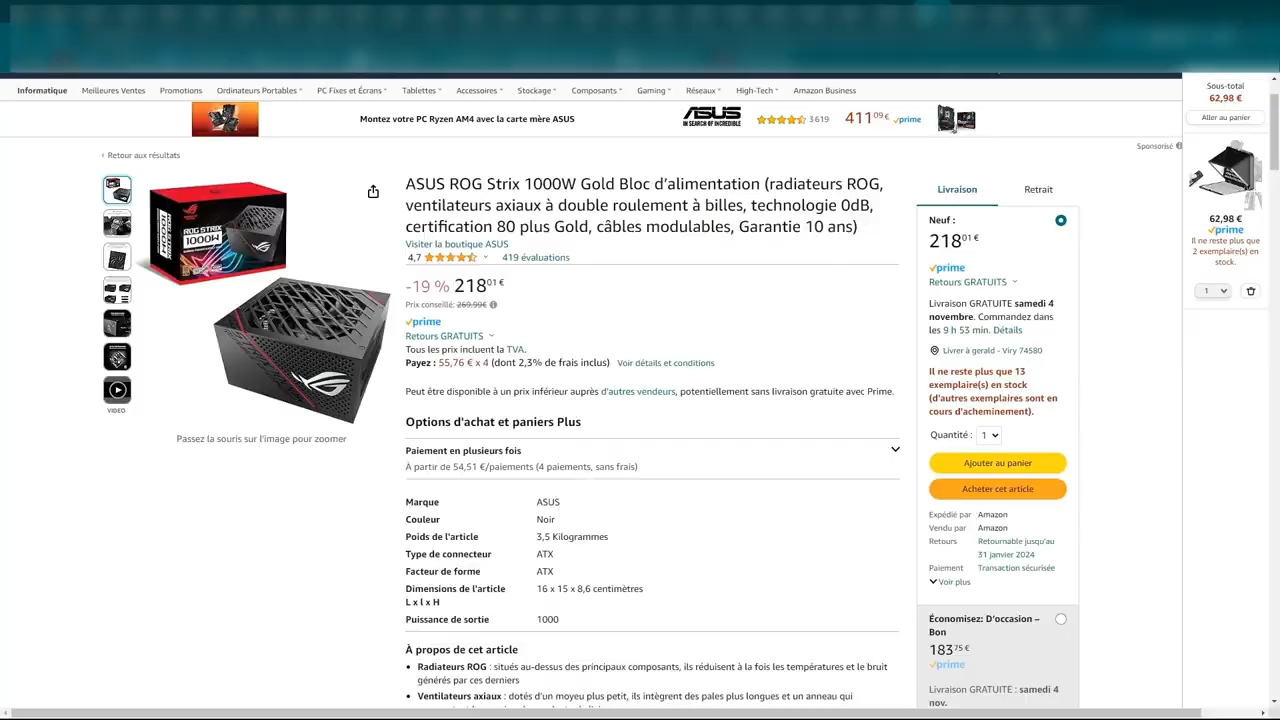 Informatique Meilleures Ventes Promotions Ordinateurs Portables PC Fixes et Écrans Tablettes Accessoires Stockage Composants Gaming Réseaux High-Tech Amazon Business
Montez votre PC Ryzen AM4 avec la carte mère ASUS
ASUS
IN SEARCH OF INCREDIBLE
3 619
411,09 € prime
Sponsorisé
‹ Retour aux résultats
VIDEO
ROG STRIX
1000W
Passez la souris sur l'image pour zoomer
ASUS ROG Strix 1000W Gold Bloc d'alimentation (radiateurs ROG,
ventilateurs axiaux à double roulement à billes, technologie 0dB,
certification 80 plus Gold, câbles modulables, Garantie 10 ans)
Visiter la boutique ASUS
4,7 419 évaluations
-19 % 218,01 €
Prix conseillé: 269,99€
prime
Retours GRATUITS
Tous les prix incluent la TVA.
Payez : 55,76 € x 4 (dont 2,3% de frais inclus) Voir détails et conditions
Peut être disponible à un prix inférieur auprès d'autres vendeurs, potentiellement sans livraison gratuite avec Prime.
Options d'achat et paniers Plus
Paiement en plusieurs fois
À partir de 54,51 €/paiements (4 paiements, sans frais)
Marque ASUS
Couleur Noir
Poids de l'article 3,5 Kilogrammes
Type de connecteur ATX
Facteur de forme ATX
Dimensions de l'article 16 x 15 x 8,6 centimètres
L x l x H
Puissance de sortie 1000
À propos de cet article
• Radiateurs ROG : situés au-dessus des principaux composants, ils réduisent à la fois les températures et le bruit
générés par ces derniers
• Ventilateurs axiaux : dotés d'un moyeu plus petit, ils intègrent des pales plus longues et un anneau qui
Livraison Retrait
Neuf :
218,01 €
prime
Retours GRATUITS
Livraison GRATUITE samedi 4
novembre. Commandez dans
les 9 h 53 min. Détails
Livrer à gerald - Viry 74580
Il ne reste plus que 13
exemplaire(s) en stock
(d'autres exemplaires sont en
cours d'acheminement).
Quantité : 1
Ajouter au panier
Acheter cet article
Expédié par Amazon
Vendu par Amazon
Retours Retournable jusqu'au
31 janvier 2024
Paiement Transaction sécurisée
Voir plus
Économisez: D'occasion –
Bon
183,75 €
prime
Livraison GRATUITE : samedi 4
nov.
Sous-total
62,98 €
Aller au panier
62,98 €
prime
Il ne reste plus que
2 exemplaire(s) en
stock.
1